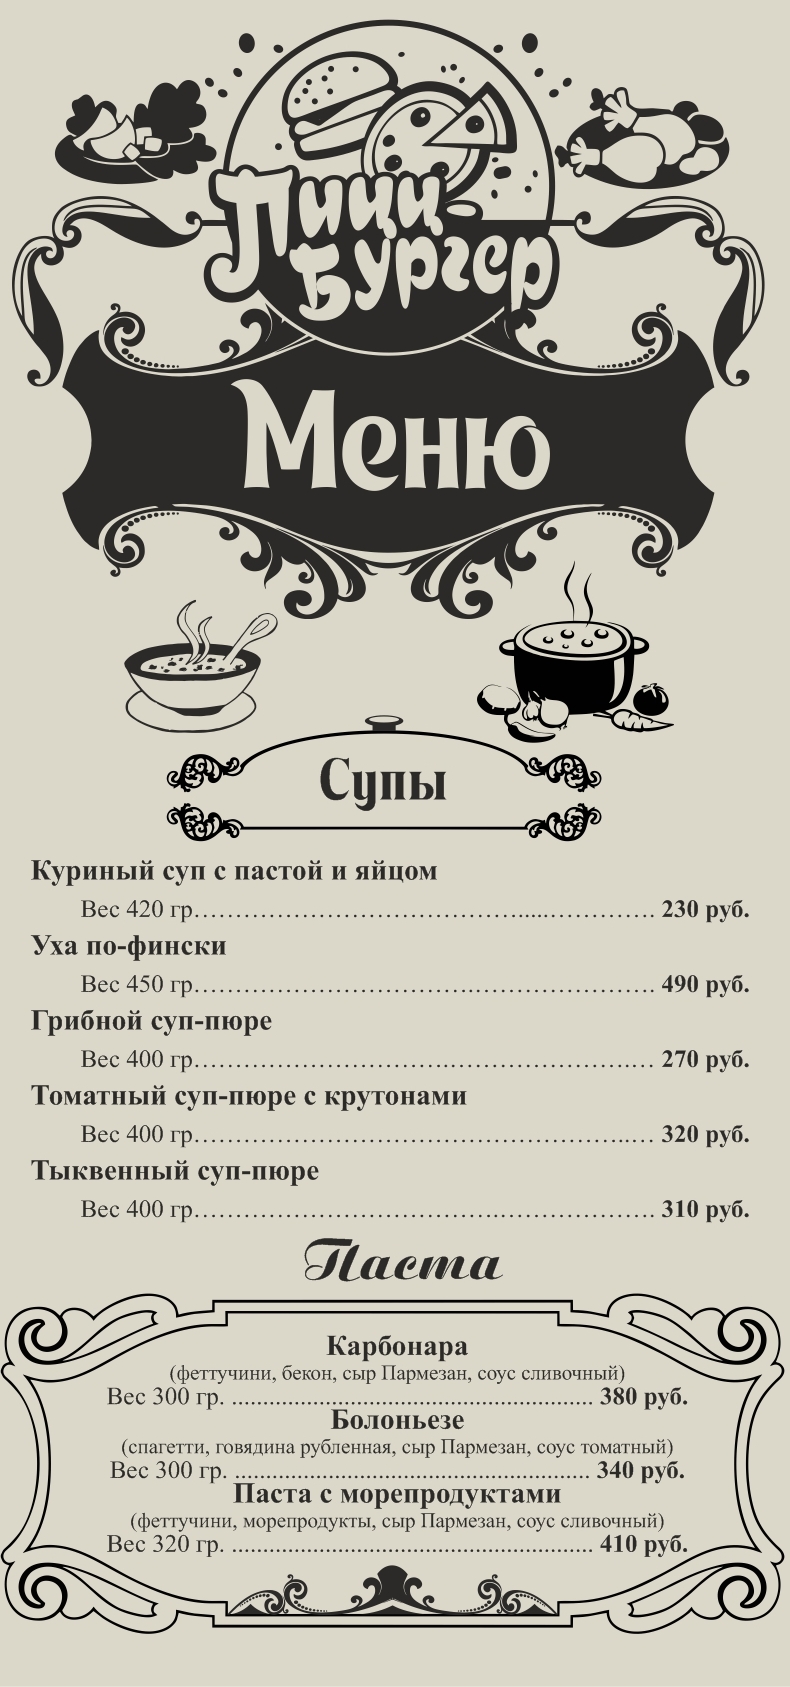 Пици
Бургер
Меню
Супы
Куриный суп с пастой и яйцом
Вес 420 гр……………………………………….....………… 230 руб.
Уха по-фински
Вес 450 гр…………………………………….……………… 490 руб.
Грибной суп-пюре
Вес 400 гр……………………………………………….…… 270 руб.
Томатный суп-пюре с крутонами
Вес 400 гр……………………………………………….…… 320 руб.
Тыквенный суп-пюре
Вес 400 гр…………………………………………………… 310 руб.
Паста
Карбонара
(феттучини, бекон, сыр Пармезан, соус сливочный)
Вес 300 гр. ...................................................... 380 руб.
Болоньезе
(спагетти, говядина рубленная, сыр Пармезан, соус томатный)
Вес 300 гр. ...................................................... 340 руб.
Паста с морепродуктами
(феттучини, морепродукты, сыр Пармезан, соус сливочный)
Вес 320 гр. ...................................................... 410 руб.